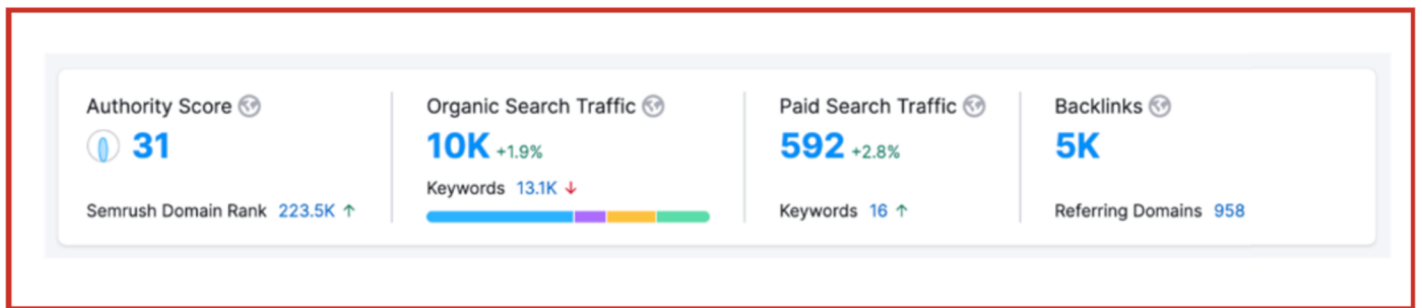 Authority Score
31
Semrush Domain Rank 223.5K ↑
Organic Search Traffic
10K +1.9%
Keywords 13.1K ↓
Paid Search Traffic
592 +2.8%
Keywords 16 ↑
Backlinks
5K
Referring Domains 958